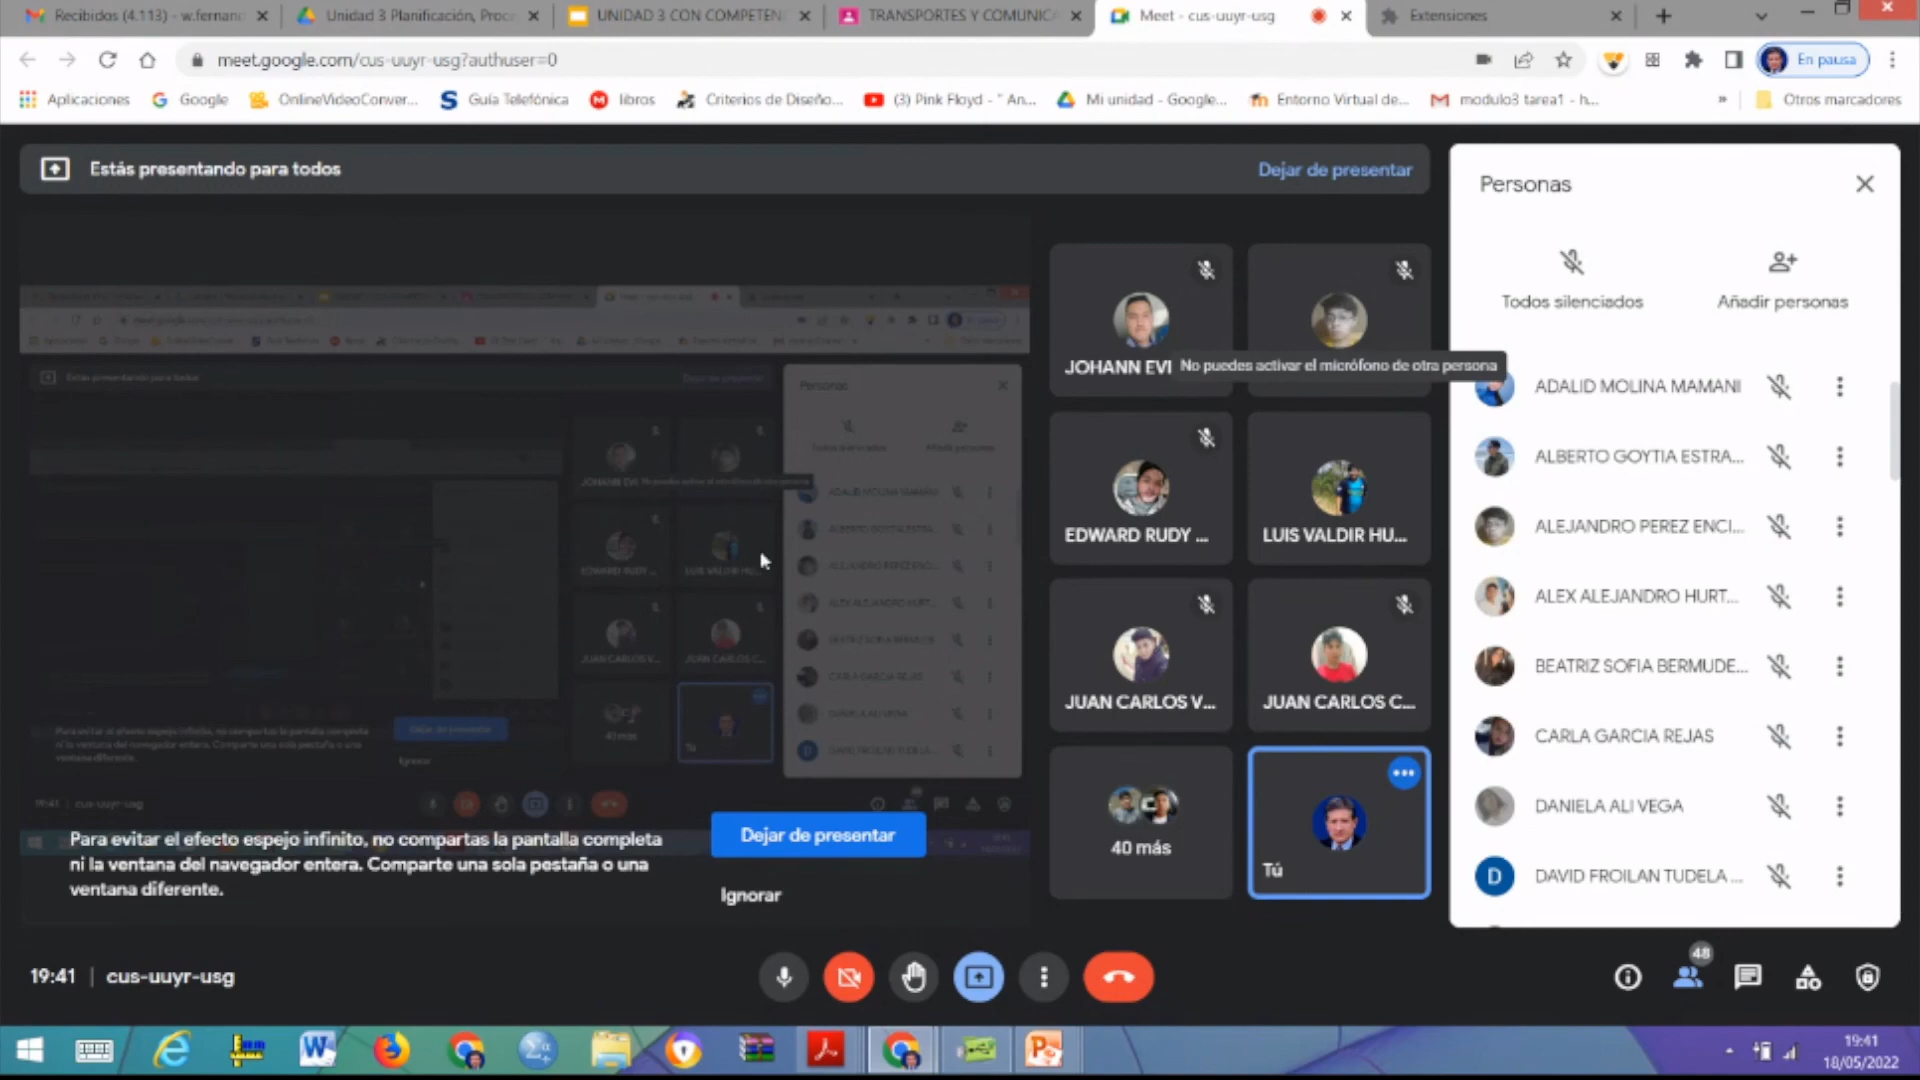 Recibidos (4.113) - w.fernand
Unidad 3 Planificación, Proce
UNIDAD 3 CON COMPETEN
TRANSPORTES Y COMUNICA
Meet - cus-uuyr-usg
Extensiones
meet.google.com/cus-uuyr-usg?authuser=0
En pausa
Aplicaciones
Google
OnlineVideoConver...
Guía Telefónica
libros
Criterios de Diseño...
(3) Pink Floyd - " An...
Mi unidad - Google...
Entorno Virtual de...
modulo3 tarea1 - h...
»
Otros marcadores
Estás presentando para todos
Dejar de presentar
Personas
Todos silenciados
Añadir personas
JOHANN EVI
No puedes activar el micrófono de otra persona
EDWARD RUDY ...
LUIS VALDIR HU...
JUAN CARLOS V...
JUAN CARLOS C...
40 más
Tú
ADALID MOLINA MAMANI
ALBERTO GOYTIA ESTRA...
ALEJANDRO PEREZ ENCI...
ALEX ALEJANDRO HURT...
BEATRIZ SOFIA BERMUDE...
CARLA GARCIA REJAS
DANIELA ALI VEGA
D
DAVID FROILAN TUDELA ...
Para evitar el efecto espejo infinito, no compartas la pantalla completa
ni la ventana del navegador entera. Comparte una sola pestaña o una
ventana diferente.
Dejar de presentar
Ignorar
19:41 | cus-uuyr-usg
48
19:41
18/05/2022